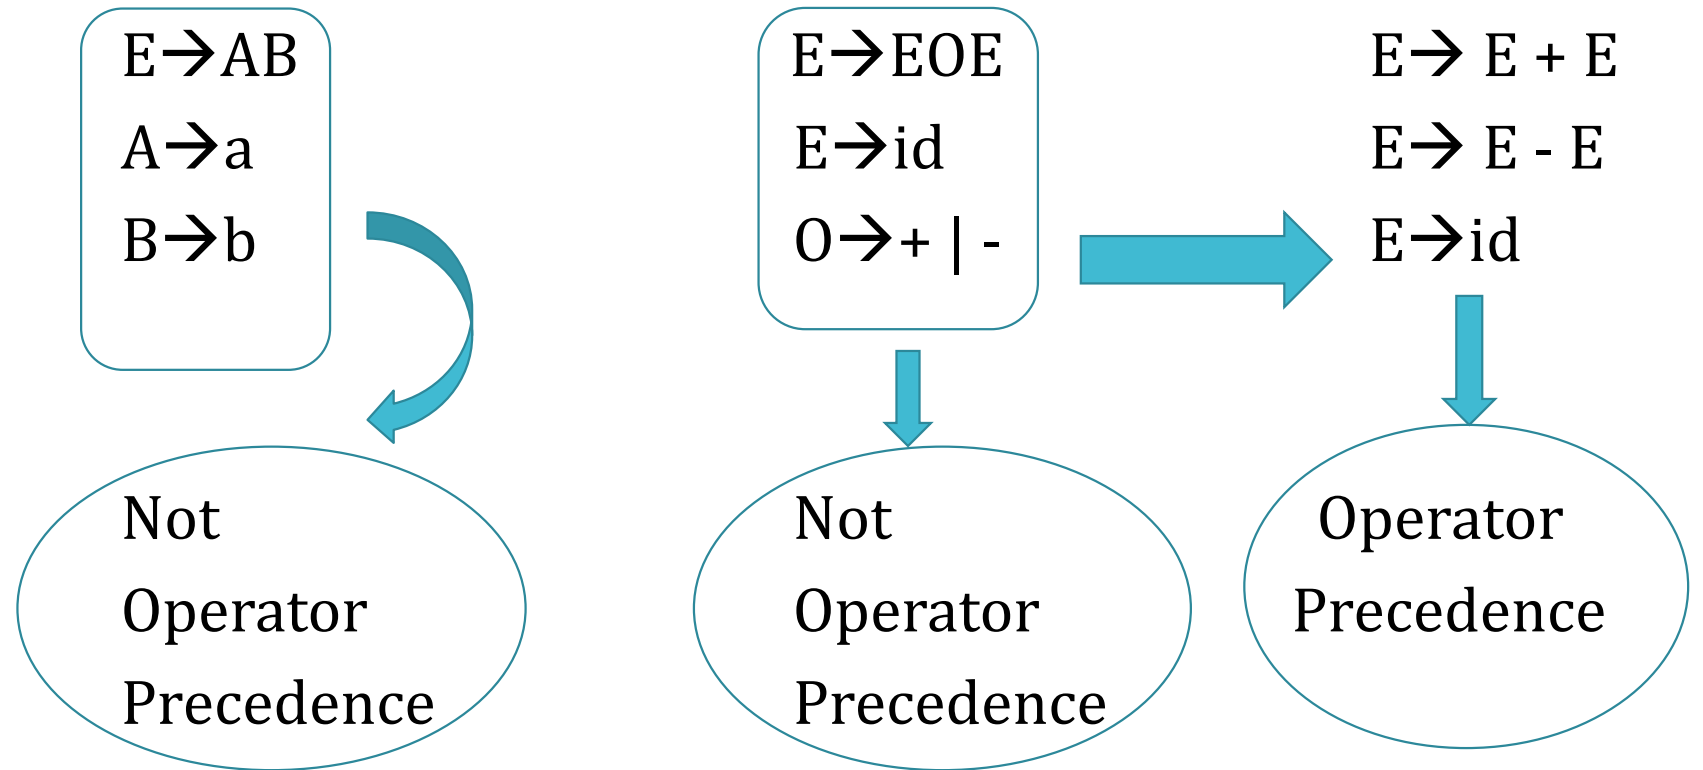 E→AB
A→a
B→b
Not
Operator
Precedence
E→EOE
E→id
O→+ | -
Not
Operator
Precedence
E→ E + E
E→ E - E
E→id
Operator
Precedence